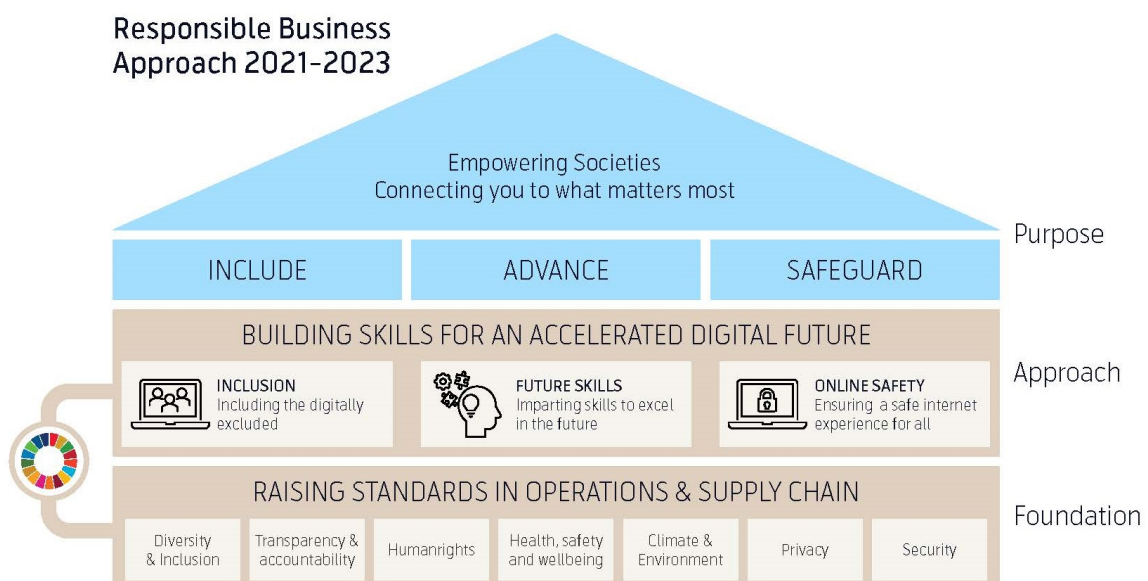 Responsible Business
Approach 2021-2023
Empowering Societies
Connecting you to what matters most
Purpose
INCLUDE
ADVANCE
SAFEGUARD
BUILDING SKILLS FOR AN ACCELERATED DIGITAL FUTURE
Approach
INCLUSION
Including the digitally
excluded
FUTURE SKILLS
Imparting skills to excel
in the future
ONLINE SAFETY
Ensuring a safe internet
experience for all
RAISING STANDARDS IN OPERATIONS & SUPPLY CHAIN
Foundation
Diversity
& Inclusion
Transparency &
accountability
Humanrights
Health, safety
and wellbeing
Climate &
Environment
Privacy
Security